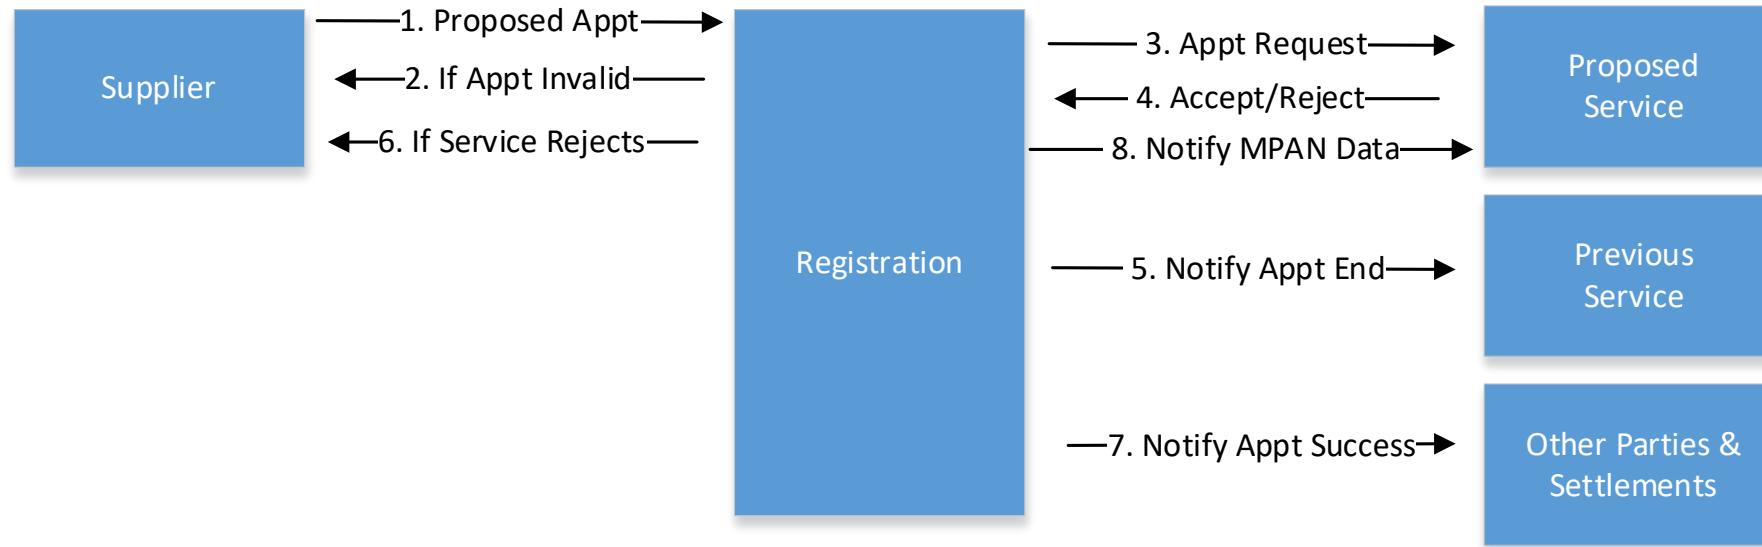 Supplier
1. Proposed Appt
2. If Appt Invalid
6. If Service Rejects
Registration
3. Appt Request
4. Accept/Reject
8. Notify MPAN Data
5. Notify Appt End
7. Notify Appt Success
Proposed
Service
Previous
Service
Other Parties &
Settlements